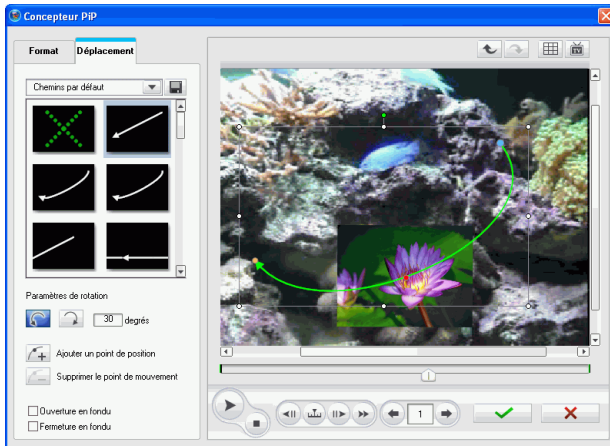 Concepteur PiP
Format
Déplacement
Chemins par défaut
Paramètres de rotation
30 degrés
Ajouter un point de position
Supprimer le point de mouvement
Ouverture en fondu
Fermeture en fondu
TV
1